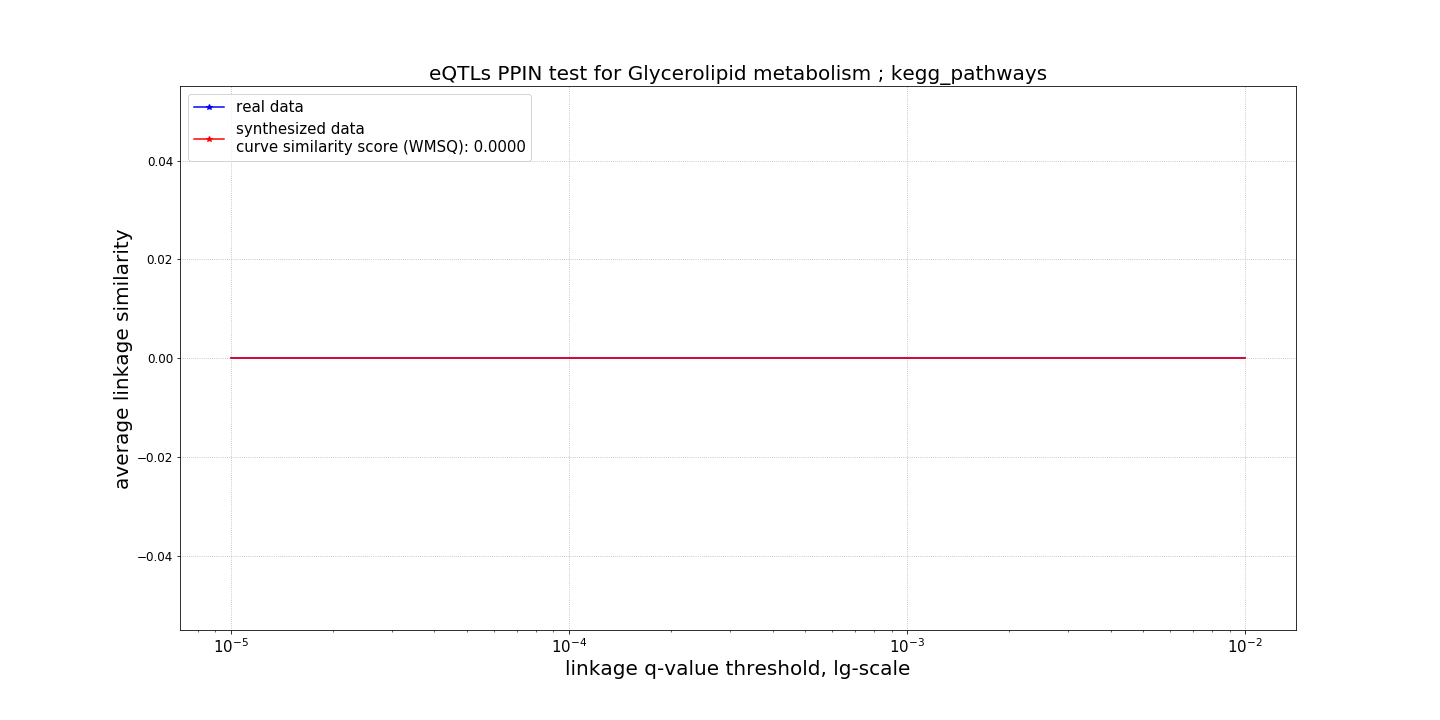 eQTLs PPIN test for Glycerolipid metabolism ; kegg_pathways
real data
synthesized data
curve similarity score (WMSQ): 0.0000
average linkage similarity
0.04
0.02
0.00
−0.02
−0.04
10⁻⁵ 10⁻⁴ 10⁻³ 10⁻²
linkage q-value threshold, lg-scale